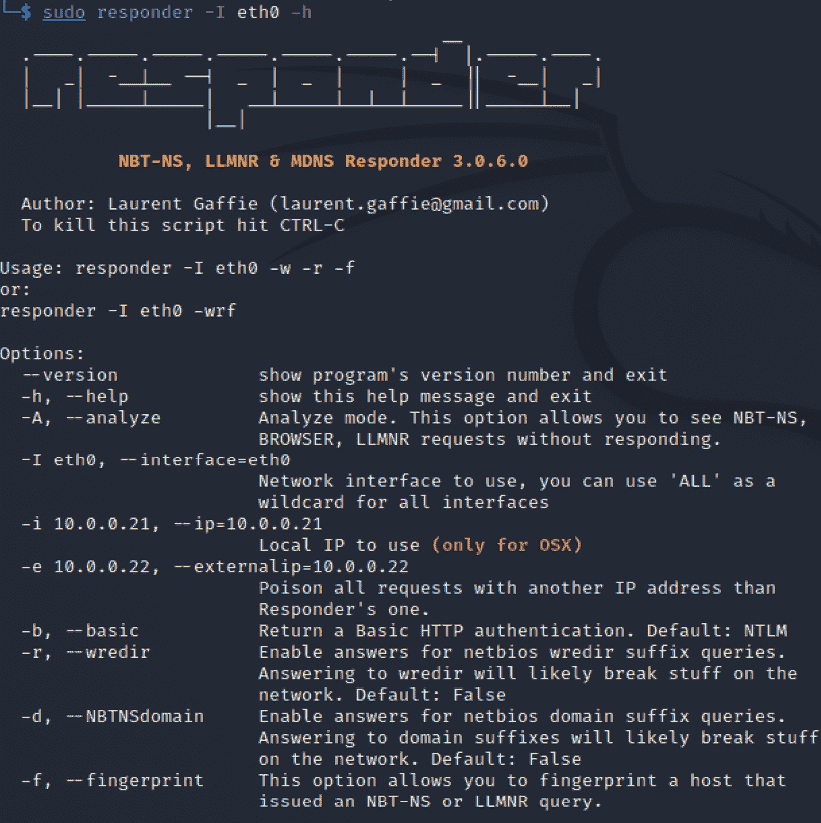 └─$ sudo responder -I eth0 -h
NBT-NS, LLMNR & MDNS Responder 3.0.6.0
Author: Laurent Gaffie (laurent.gaffie@gmail.com)
To kill this script hit CTRL-C
Usage: responder -I eth0 -w -r -f
or:
responder -I eth0 -wrf
Options:
--version show program's version number and exit
-h, --help show this help message and exit
-A, --analyze Analyze mode. This option allows you to see NBT-NS,
BROWSER, LLMNR requests without responding.
-I eth0, --interface=eth0
Network interface to use, you can use 'ALL' as a
wildcard for all interfaces
-i 10.0.0.21, --ip=10.0.0.21
Local IP to use (only for OSX)
-e 10.0.0.22, --externalip=10.0.0.22
Poison all requests with another IP address than
Responder's one.
-b, --basic Return a Basic HTTP authentication. Default: NTLM
-r, --wredir Enable answers for netbios wredir suffix queries.
Answering to wredir will likely break stuff on the
network. Default: False
-d, --NBTNSdomain Enable answers for netbios domain suffix queries.
Answering to domain suffixes will likely break stuff
on the network. Default: False
-f, --fingerprint This option allows you to fingerprint a host that
issued an NBT-NS or LLMNR query.